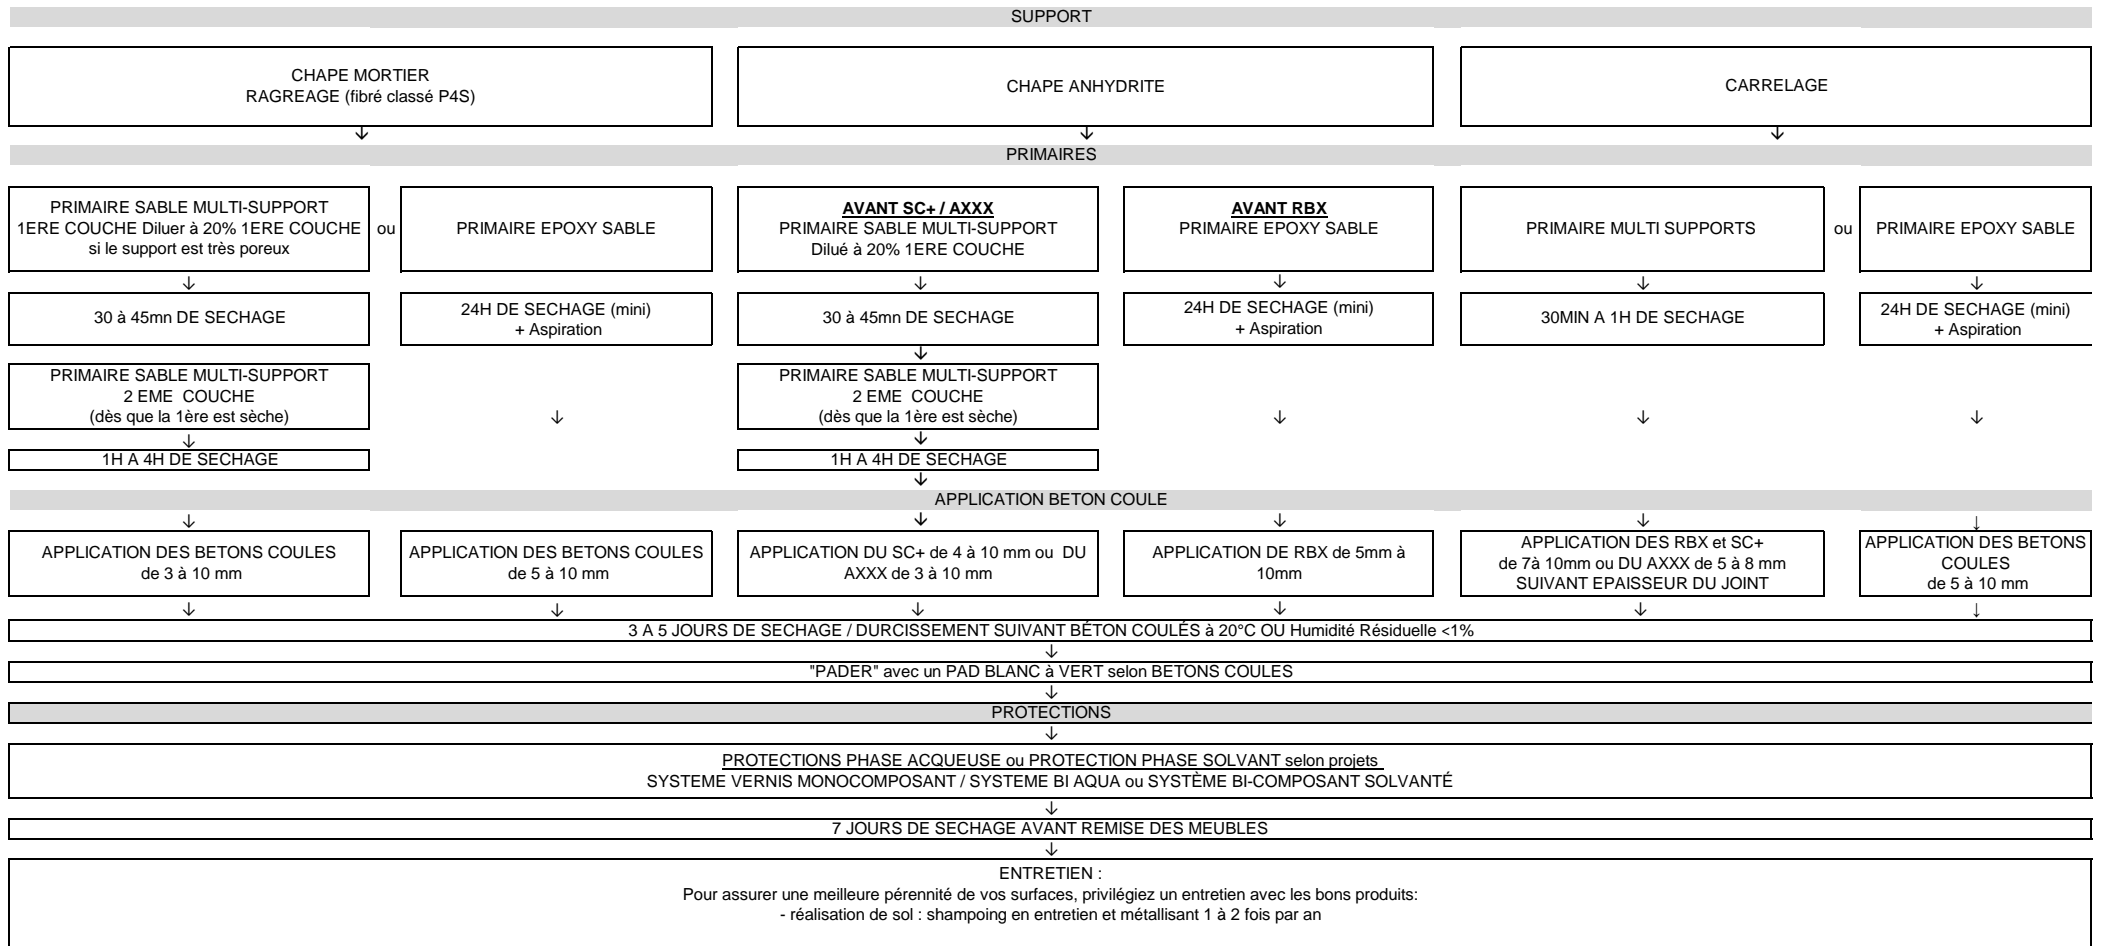 SUPPORT
CHAPE MORTIER
RAGREAGE (fibré classé P4S)
CHAPE ANHYDRITE
CARRELAGE
PRIMAIRES
PRIMAIRE SABLE MULTI-SUPPORT
1ERE COUCHE Diluer à 20% 1ERE COUCHE
si le support est très poreux
ou
PRIMAIRE EPOXY SABLE
AVANT SC+ / AXXX
PRIMAIRE SABLE MULTI-SUPPORT
Dilué à 20% 1ERE COUCHE
AVANT RBX
PRIMAIRE EPOXY SABLE
PRIMAIRE MULTI SUPPORTS
ou
PRIMAIRE EPOXY SABLE
30 à 45mn DE SECHAGE
24H DE SECHAGE (mini)
+ Aspiration
30 à 45mn DE SECHAGE
24H DE SECHAGE (mini)
+ Aspiration
30MIN A 1H DE SECHAGE
24H DE SECHAGE (mini)
+ Aspiration
PRIMAIRE SABLE MULTI-SUPPORT
2 EME  COUCHE
(dès que la 1ère est sèche)
PRIMAIRE SABLE MULTI-SUPPORT
2 EME  COUCHE
(dès que la 1ère est sèche)
1H A 4H DE SECHAGE
1H A 4H DE SECHAGE
APPLICATION BETON COULE
APPLICATION DES BETONS COULES
de 3 à 10 mm
APPLICATION DES BETONS COULES
de 5 à 10 mm
APPLICATION DU SC+ de 4 à 10 mm ou  DU
AXXX de 3 à 10 mm
APPLICATION DE RBX de 5mm à
10mm
APPLICATION DES RBX et SC+
de 7à 10mm ou DU AXXX de 5 à 8 mm
SUIVANT EPAISSEUR DU JOINT
APPLICATION DES BETONS
COULES
de 5 à 10 mm
3 A 5 JOURS DE SECHAGE / DURCISSEMENT SUIVANT BÉTON COULÉS à 20°C OU Humidité Résiduelle <1%
"PADER" avec un PAD BLANC à VERT selon BETONS COULES
PROTECTIONS
PROTECTIONS PHASE ACQUEUSE ou PROTECTION PHASE SOLVANT selon projets
SYSTEME VERNIS MONOCOMPOSANT / SYSTEME BI AQUA ou SYSTÈME BI-COMPOSANT SOLVANTÉ
7 JOURS DE SECHAGE AVANT REMISE DES MEUBLES
ENTRETIEN :
Pour assurer une meilleure pérennité de vos surfaces, privilégiez un entretien avec les bons produits:
- réalisation de sol : shampoing en entretien et métallisant 1 à 2 fois par an